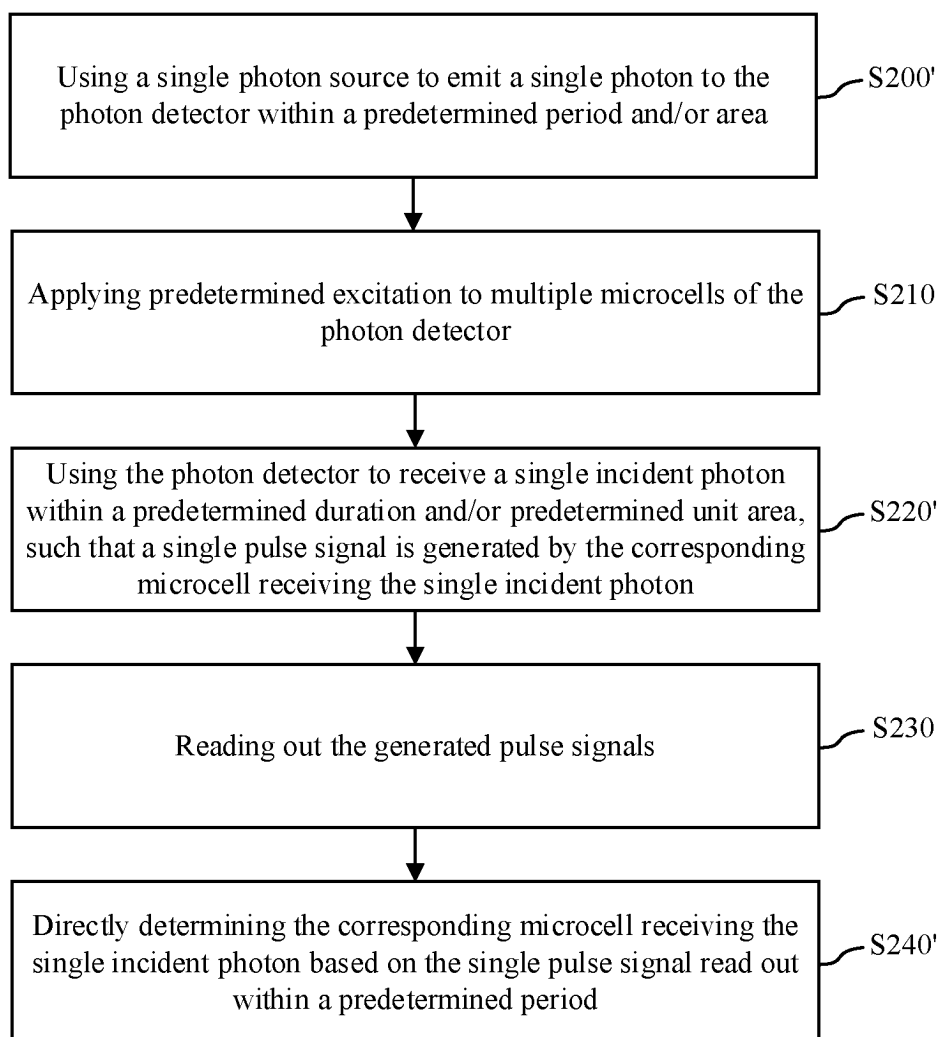 Using a single photon source to emit a single photon to the
photon detector within a predetermined period and/or area
S200'
Applying predetermined excitation to multiple microcells of the
photon detector
S210
Using the photon detector to receive a single incident photon
within a predetermined duration and/or predetermined unit area,
such that a single pulse signal is generated by the corresponding
microcell receiving the single incident photon
S220'
Reading out the generated pulse signals
S230
Directly determining the corresponding microcell receiving the
single incident photon based on the single pulse signal read out
within a predetermined period
S240'